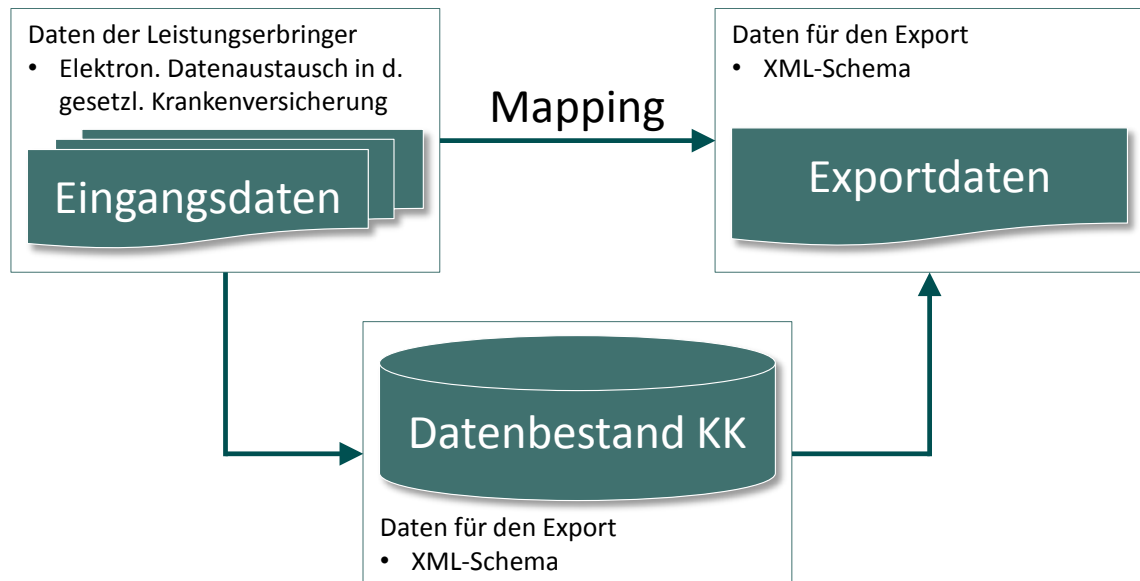 Daten der Leistungserbringer
• Elektron. Datenaustausch in d.
gesetzl. Krankenversicherung
Eingangsdaten
Mapping
Daten für den Export
• XML-Schema
Exportdaten
Datenbestand KK
Daten für den Export
• XML-Schema